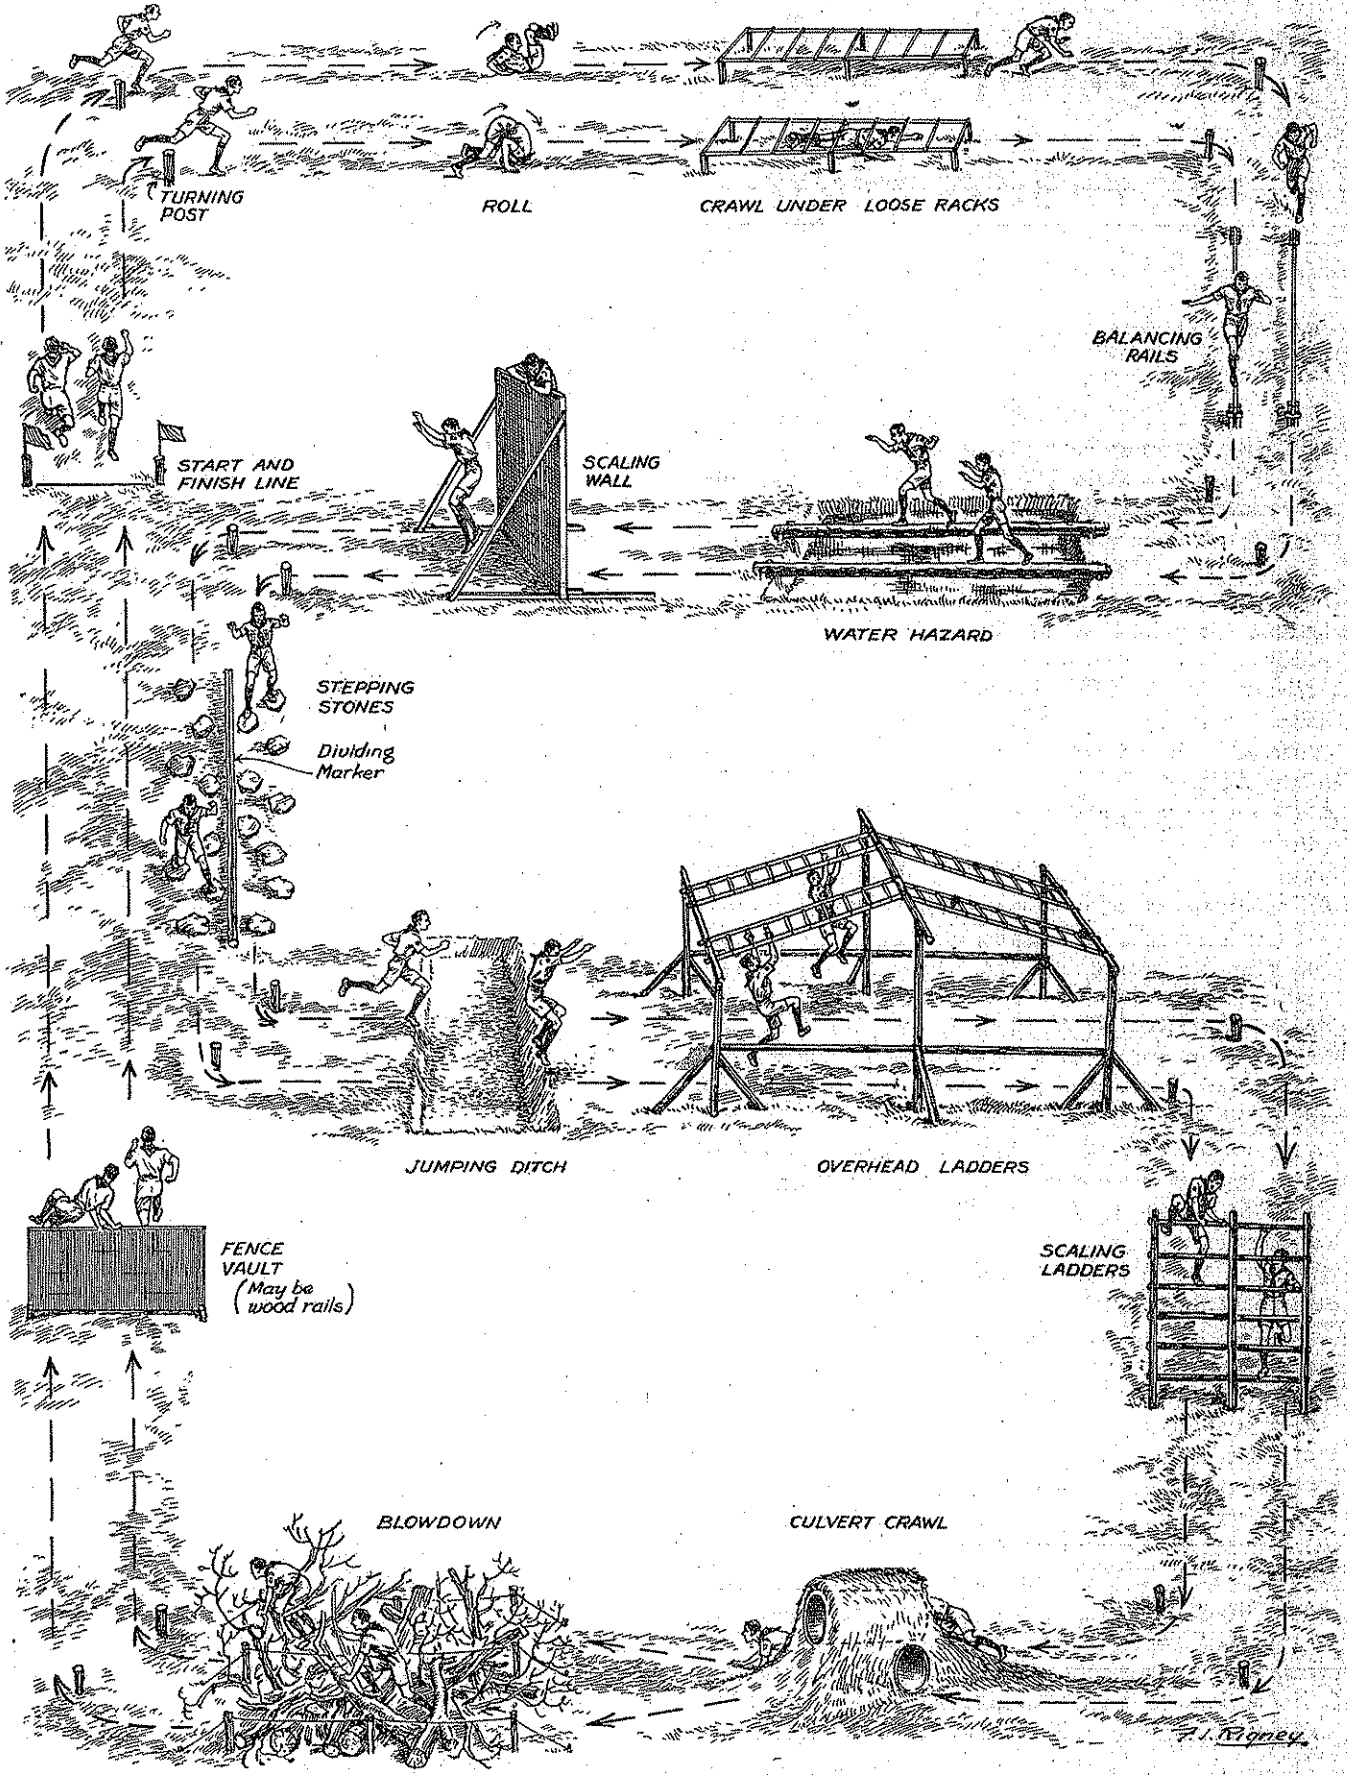 TURNING
POST
ROLL
CRAWL UNDER LOOSE RACKS
BALANCING
RAILS
START AND
FINISH LINE
SCALING
WALL
WATER HAZARD
STEPPING
STONES
Dividing
Marker
JUMPING DITCH
OVERHEAD LADDERS
FENCE
VAULT
(May be
wood rails)
SCALING
LADDERS
BLOWDOWN
CULVERT CRAWL
F.J. Rigney